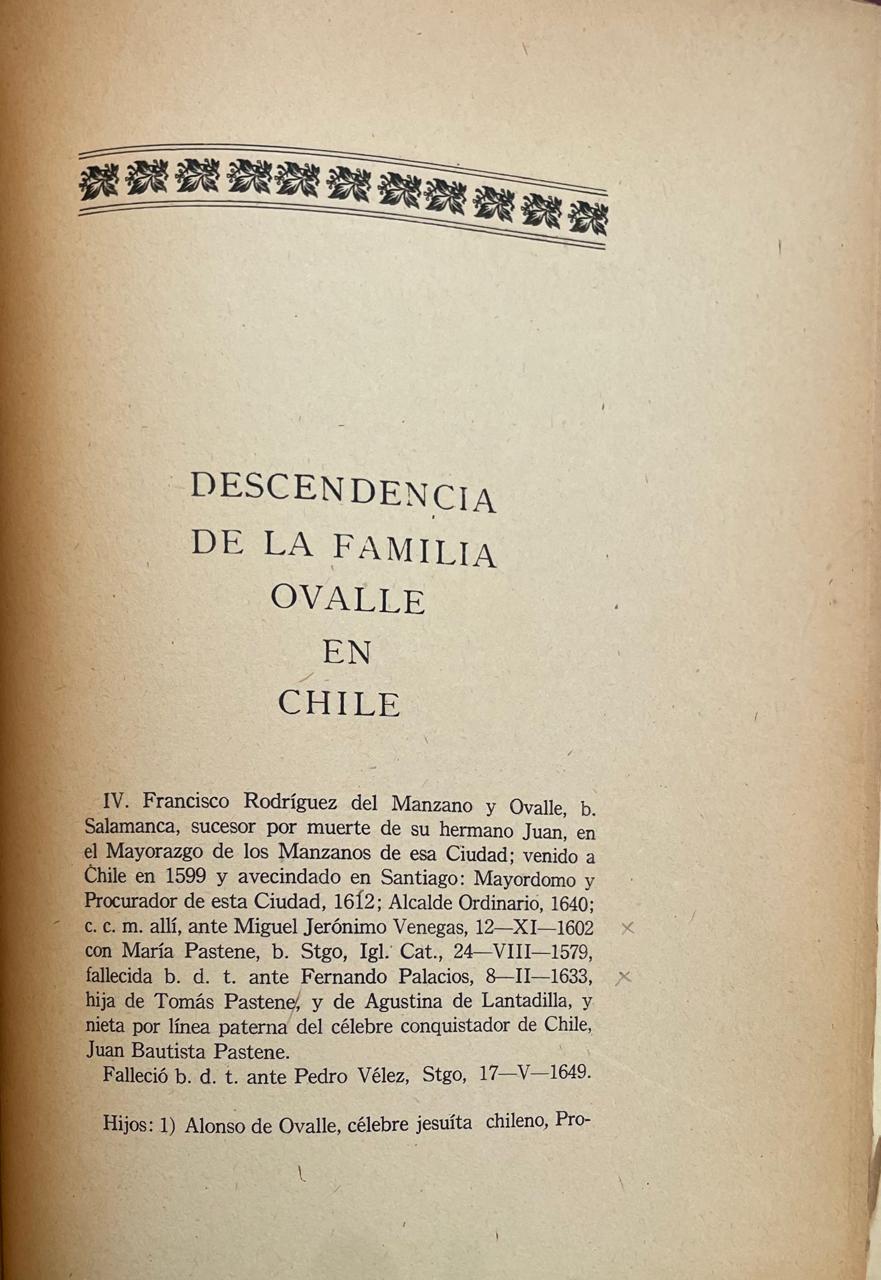 DESCENDENCIA
DE LA FAMILIA
OVALLE
EN
CHILE
IV. Francisco Rodríguez del Manzano y Ovalle, b.
Salamanca, sucesor por muerte de su hermano Juan, en
el Mayorazgo de los Manzanos de esa Ciudad; venido a
Chile en 1599 y avecindado en Santiago: Mayordomo y
Procurador de esta Ciudad, 1612; Alcalde Ordinario, 1640;
c. c. m. allí, ante Miguel Jerónimo Venegas, 12—XI—1602
con María Pastene, b. Stgo, Igl. Cat., 24—VIII—1579,
fallecida b. d. t. ante Fernando Palacios, 8—II—1633,
hija de Tomás Pastene, y de Agustina de Lantadilla, y
nieta por línea paterna del célebre conquistador de Chile,
Juan Bautista Pastene.
Falleció b. d. t. ante Pedro Vélez, Stgo, 17—V—1649.
Hijos: 1) Alonso de Ovalle, célebre jesuíta chileno, Pro-